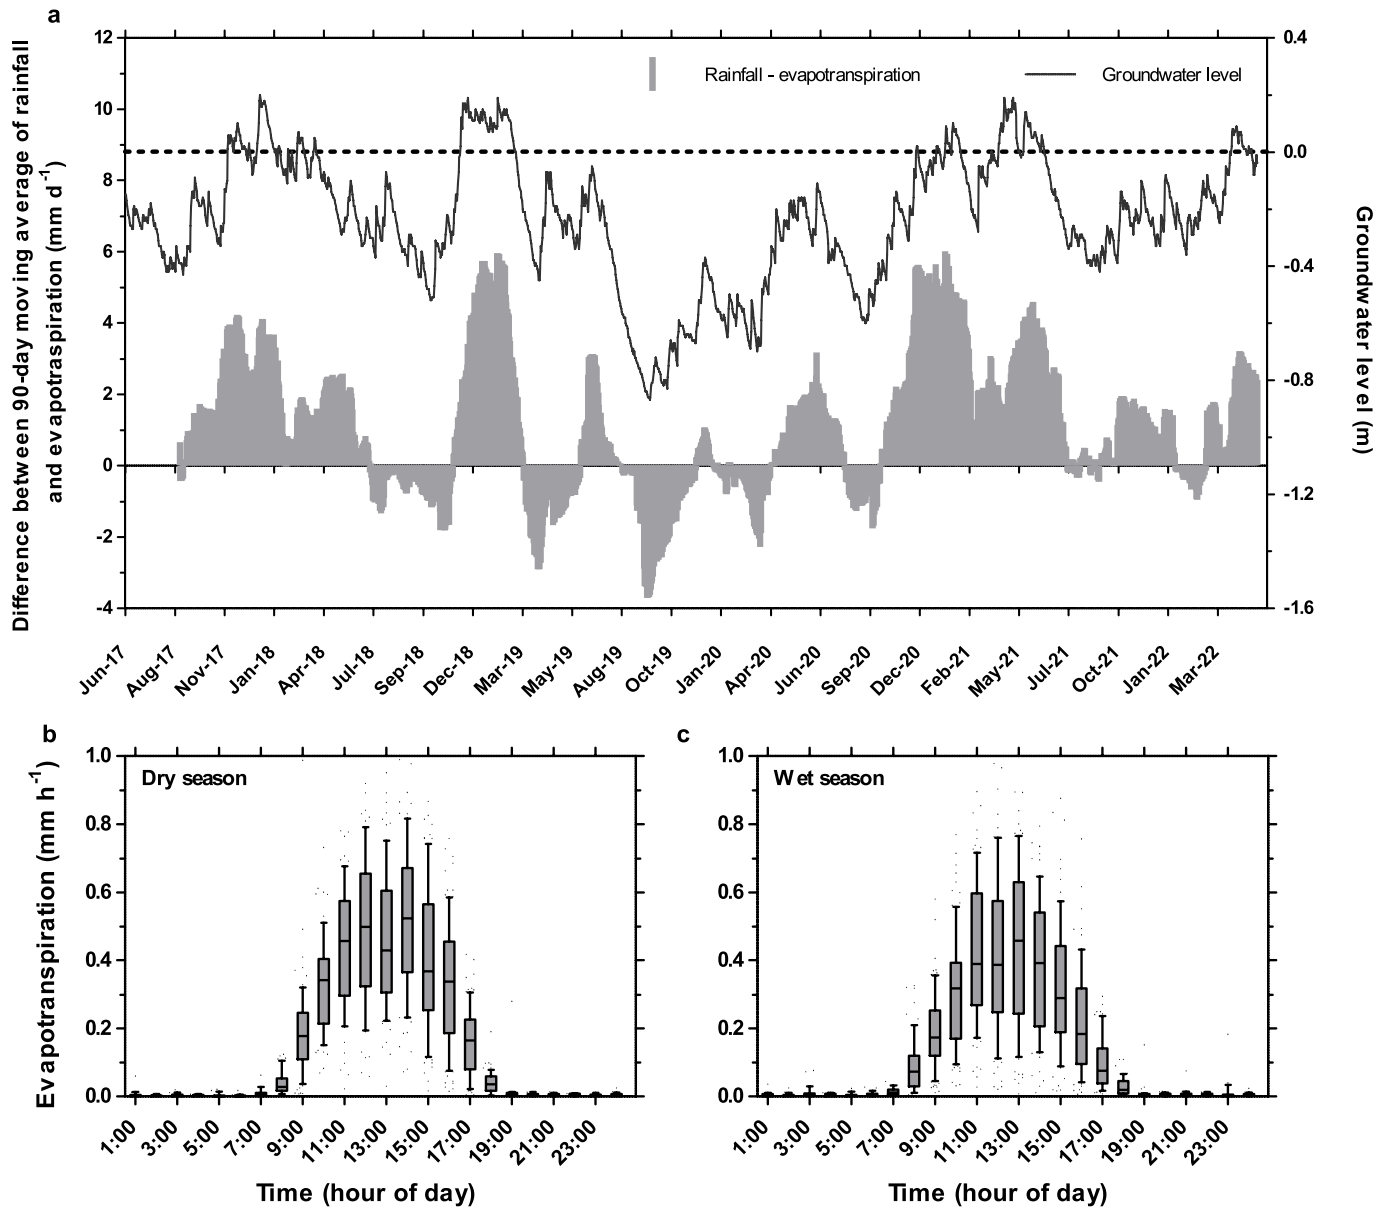 a
Difference between 90-day moving average of rainfall
and evapotraspiration (mm d-1)
12
10
8
6
4
2
0
-2
-4
Rainfall - evapotranspiration
Groundwater level
0.4
0.0
-0.4
-0.8
-1.2
-1.6
Groundwater level (m)
Jun-17
Aug-17
Nov-17
Jan-18
Apr-18
Jul-18
Sep-18
Dec-18
Mar-19
May-19
Aug-19
Oct-19
Jan-20
Apr-20
Jun-20
Sep-20
Dec-20
Feb-21
May-21
Jul-21
Oct-21
Jan-22
Mar-22
b
Evapotranspiration (mm h-1)
1.0
0.8
0.6
0.4
0.2
0.0
Dry season
1:00
3:00
5:00
7:00
9:00
11:00
13:00
15:00
17:00
19:00
21:00
23:00
Time (hour of day)
c
1.0
0.8
0.6
0.4
0.2
0.0
Wet season
1:00
3:00
5:00
7:00
9:00
11:00
13:00
15:00
17:00
19:00
21:00
23:00
Time (hour of day)